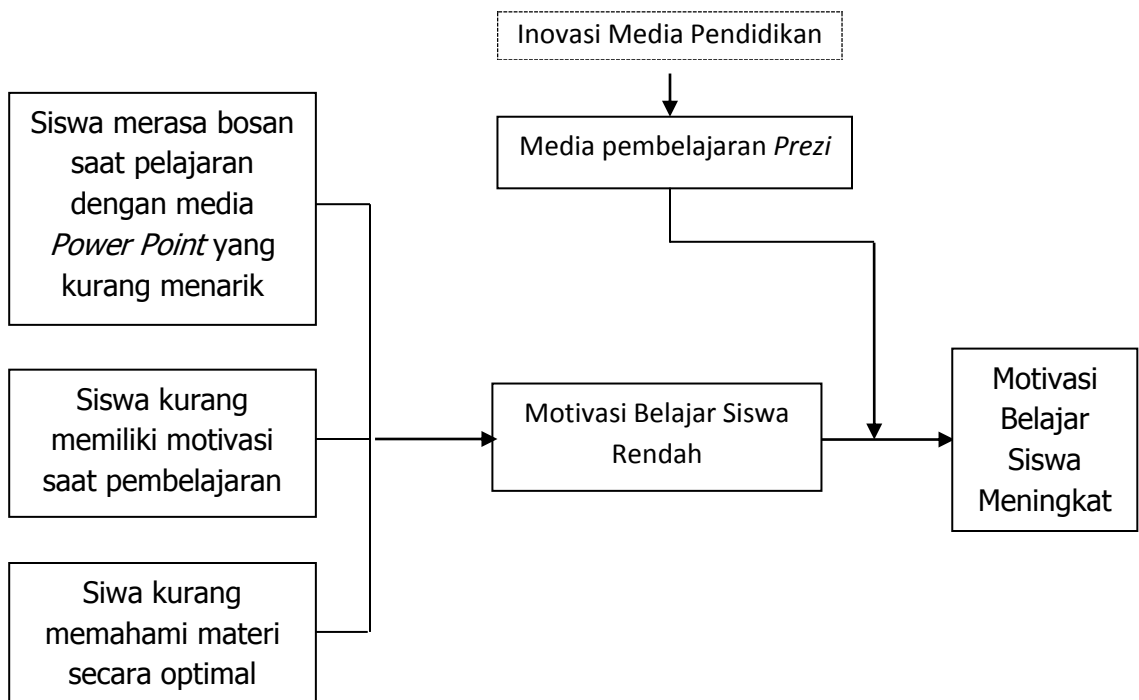 Inovasi Media Pendidikan
Media pembelajaran Prezi
Siswa merasa bosan
saat pelajaran
dengan media
Power Point yang
kurang menarik
Siswa kurang
memiliki motivasi
saat pembelajaran
Siwa kurang
memahami materi
secara optimal
Motivasi Belajar Siswa
Rendah
Motivasi
Belajar
Siswa
Meningkat